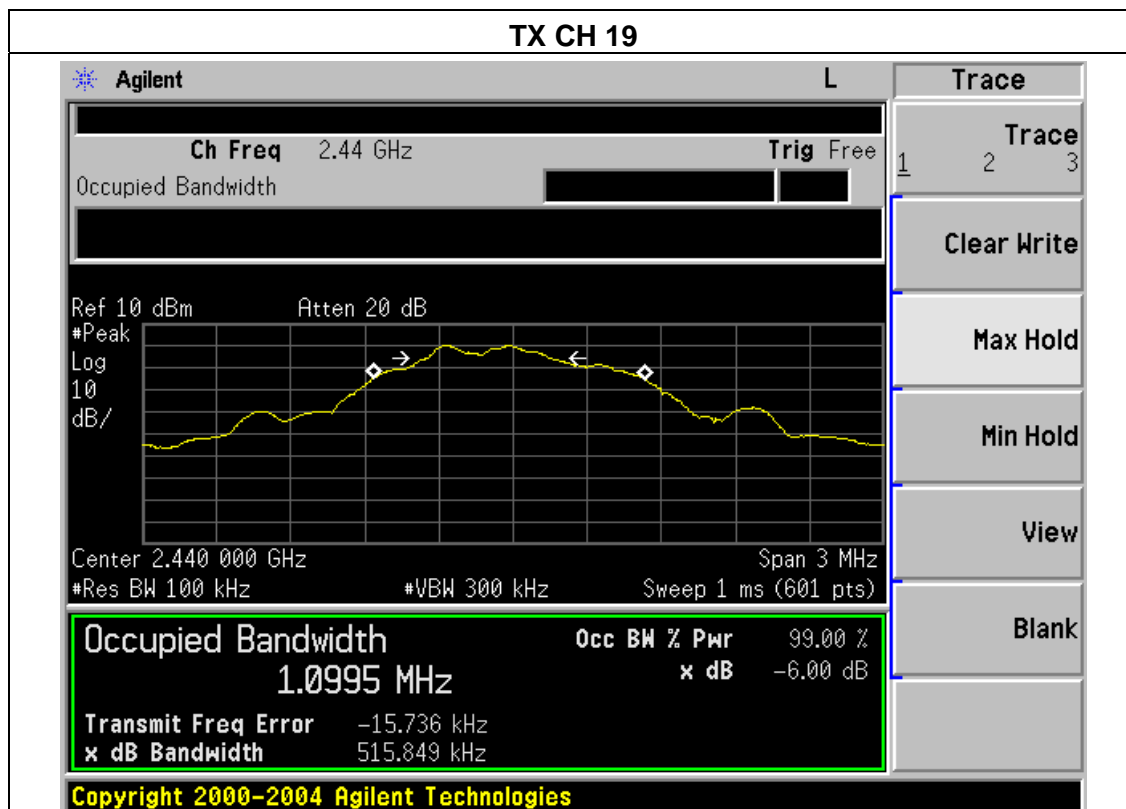 TX CH 19
Agilent L
Ch Freq 2.44 GHz Trig Free
Occupied Bandwidth
Ref 10 dBm Atten 20 dB
#Peak
Log
10
dB/
Center 2.440 000 GHz Span 3 MHz
#Res BW 100 kHz #VBW 300 kHz Sweep 1 ms (601 pts)
Occupied Bandwidth Occ BW % Pwr 99.00 %
1.0995 MHz x dB -6.00 dB
Transmit Freq Error -15.736 kHz
x dB Bandwidth 515.849 kHz
Copyright 2000-2004 Agilent Technologies
Trace
Trace
1 2 3
Clear Write
Max Hold
Min Hold
View
Blank